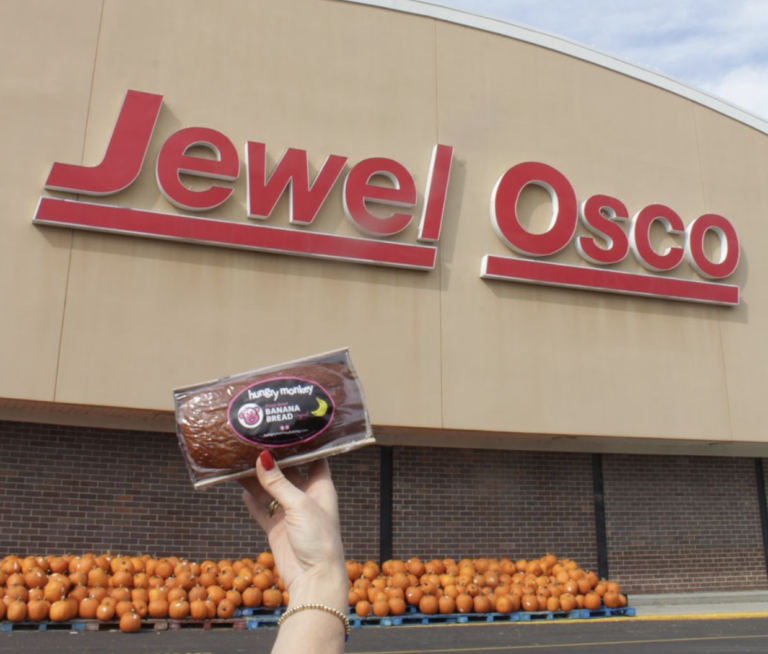 Jewel Osco
hungry monkey
BANANA
BREAD